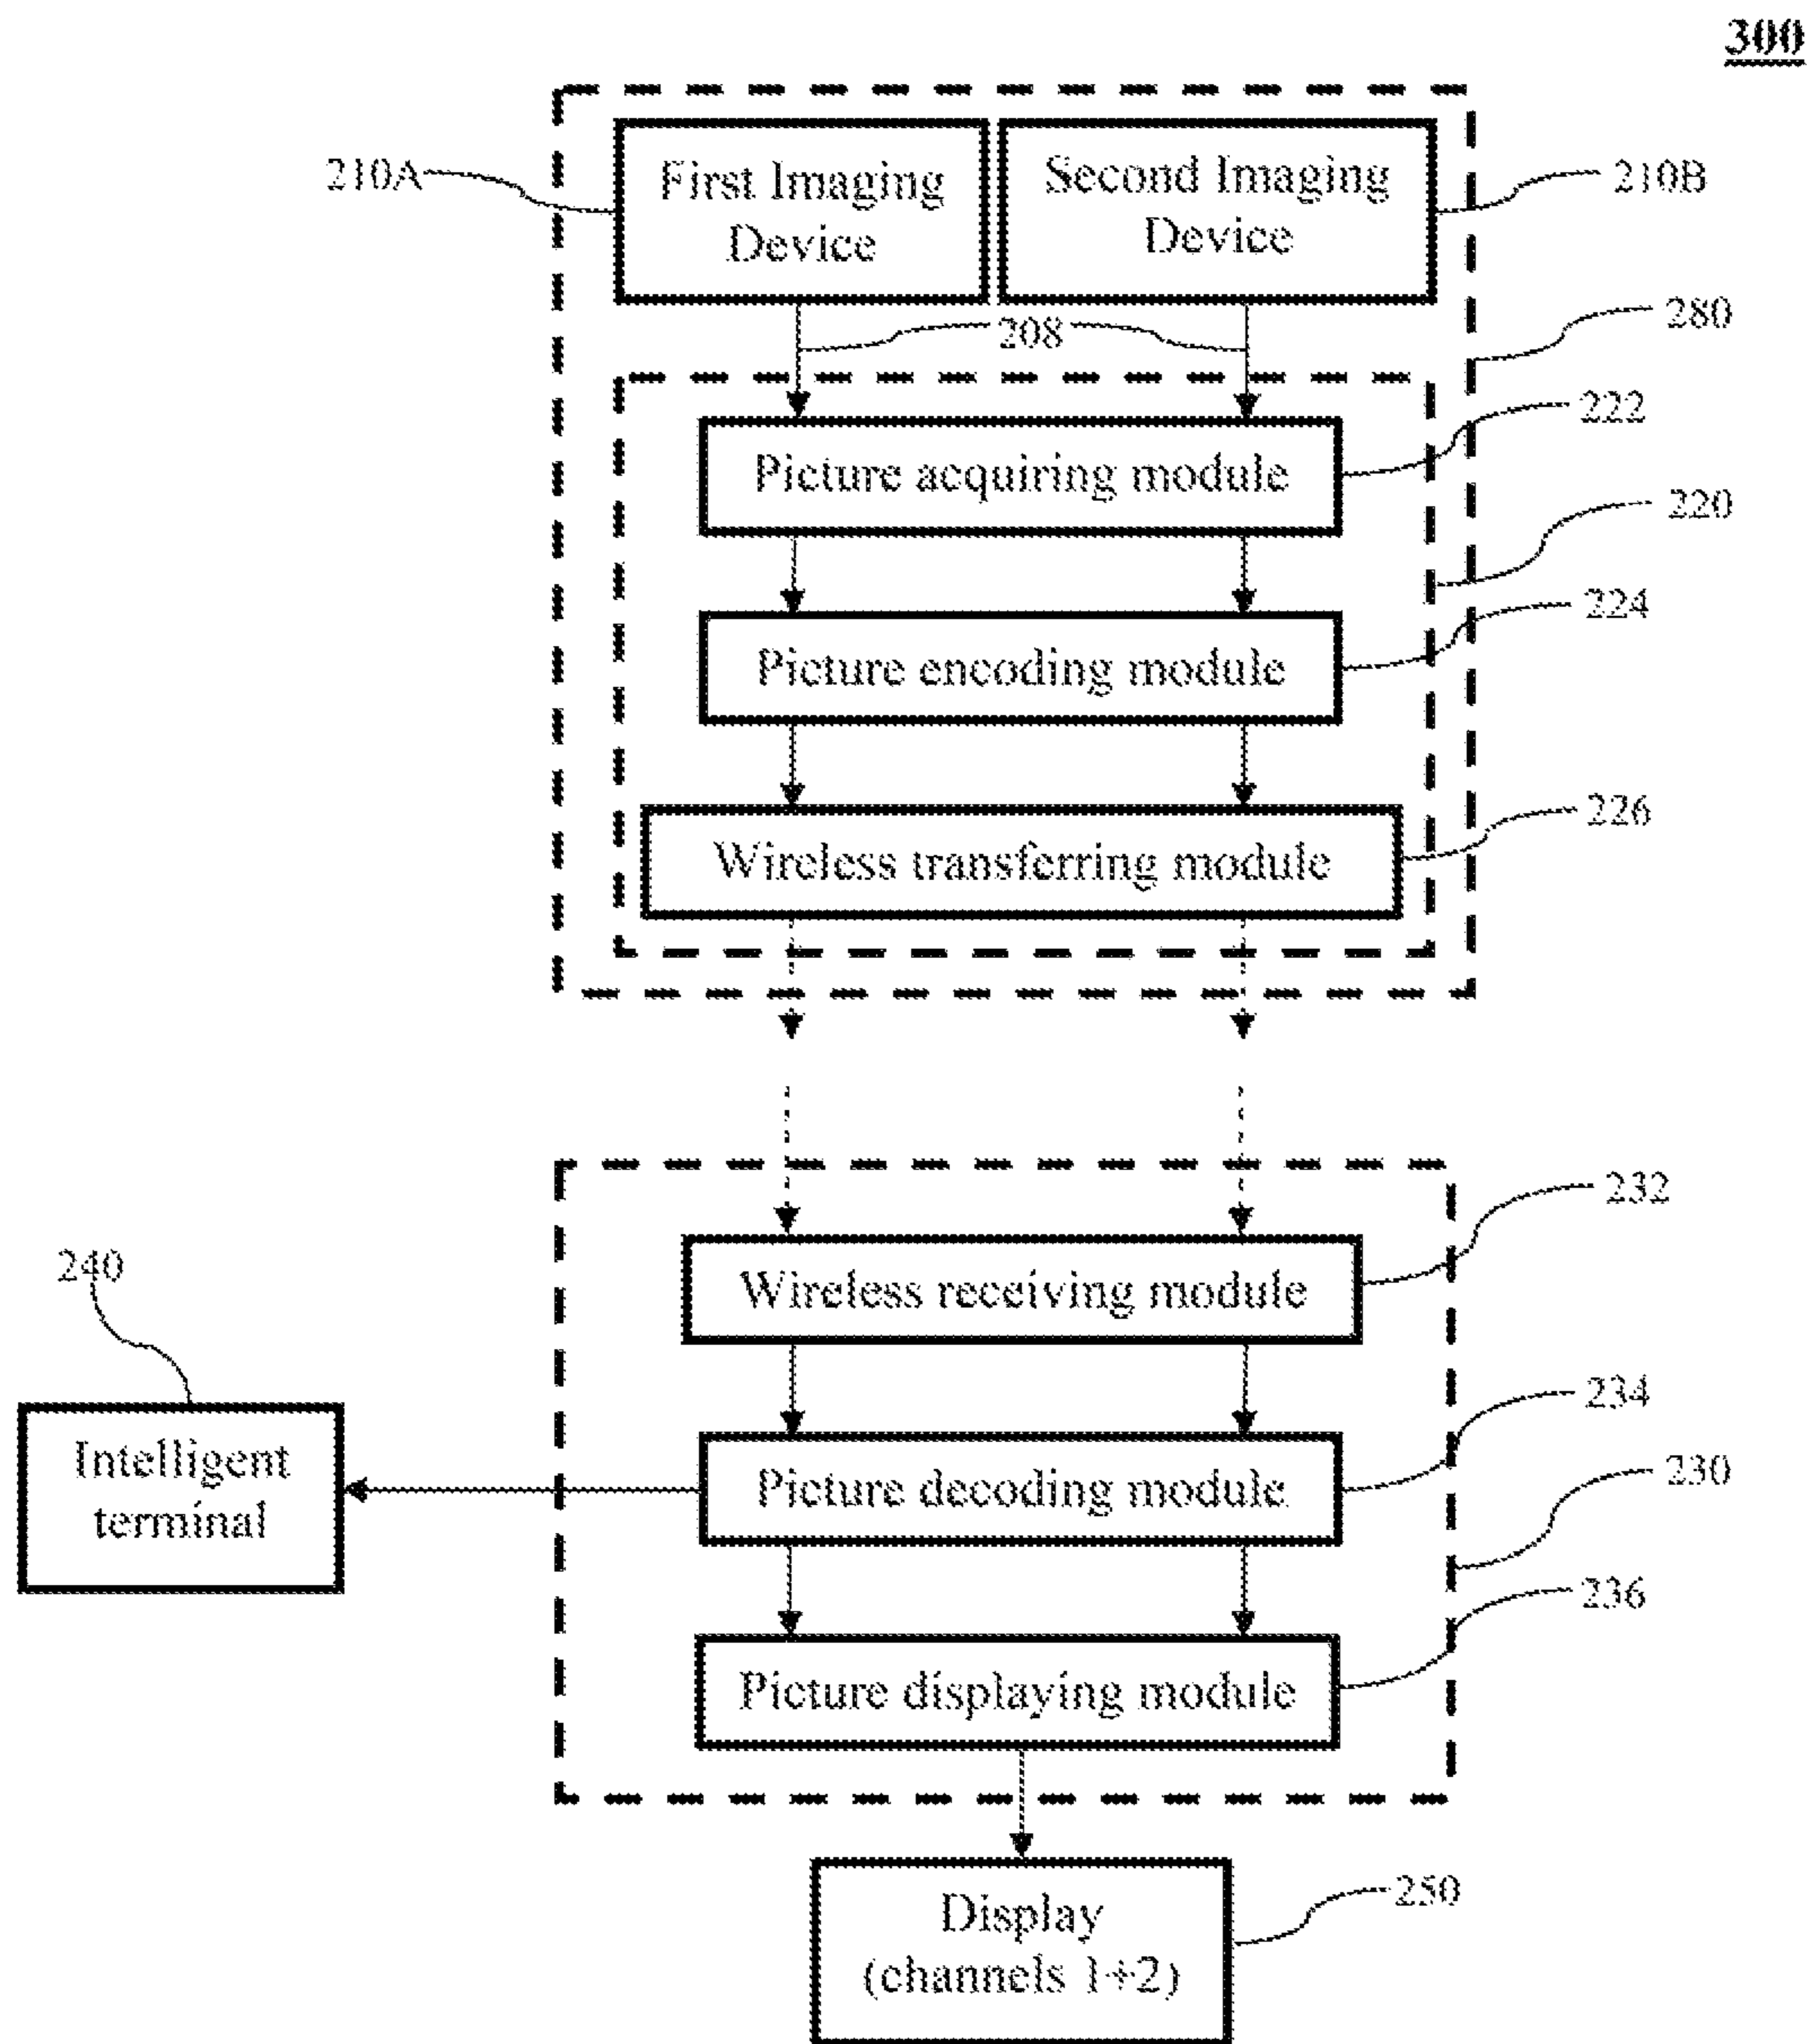 300
First Imaging
Device
Second Imaging
Device
210A
210B
208
280
222
Picture acquiring module
220
224
Picture encoding module
226
Wireless transferring module
232
Wireless receiving module
240
234
Intelligent
terminal
Picture decoding module
230
236
Picture displaying module
250
Display
(channels 1+2)